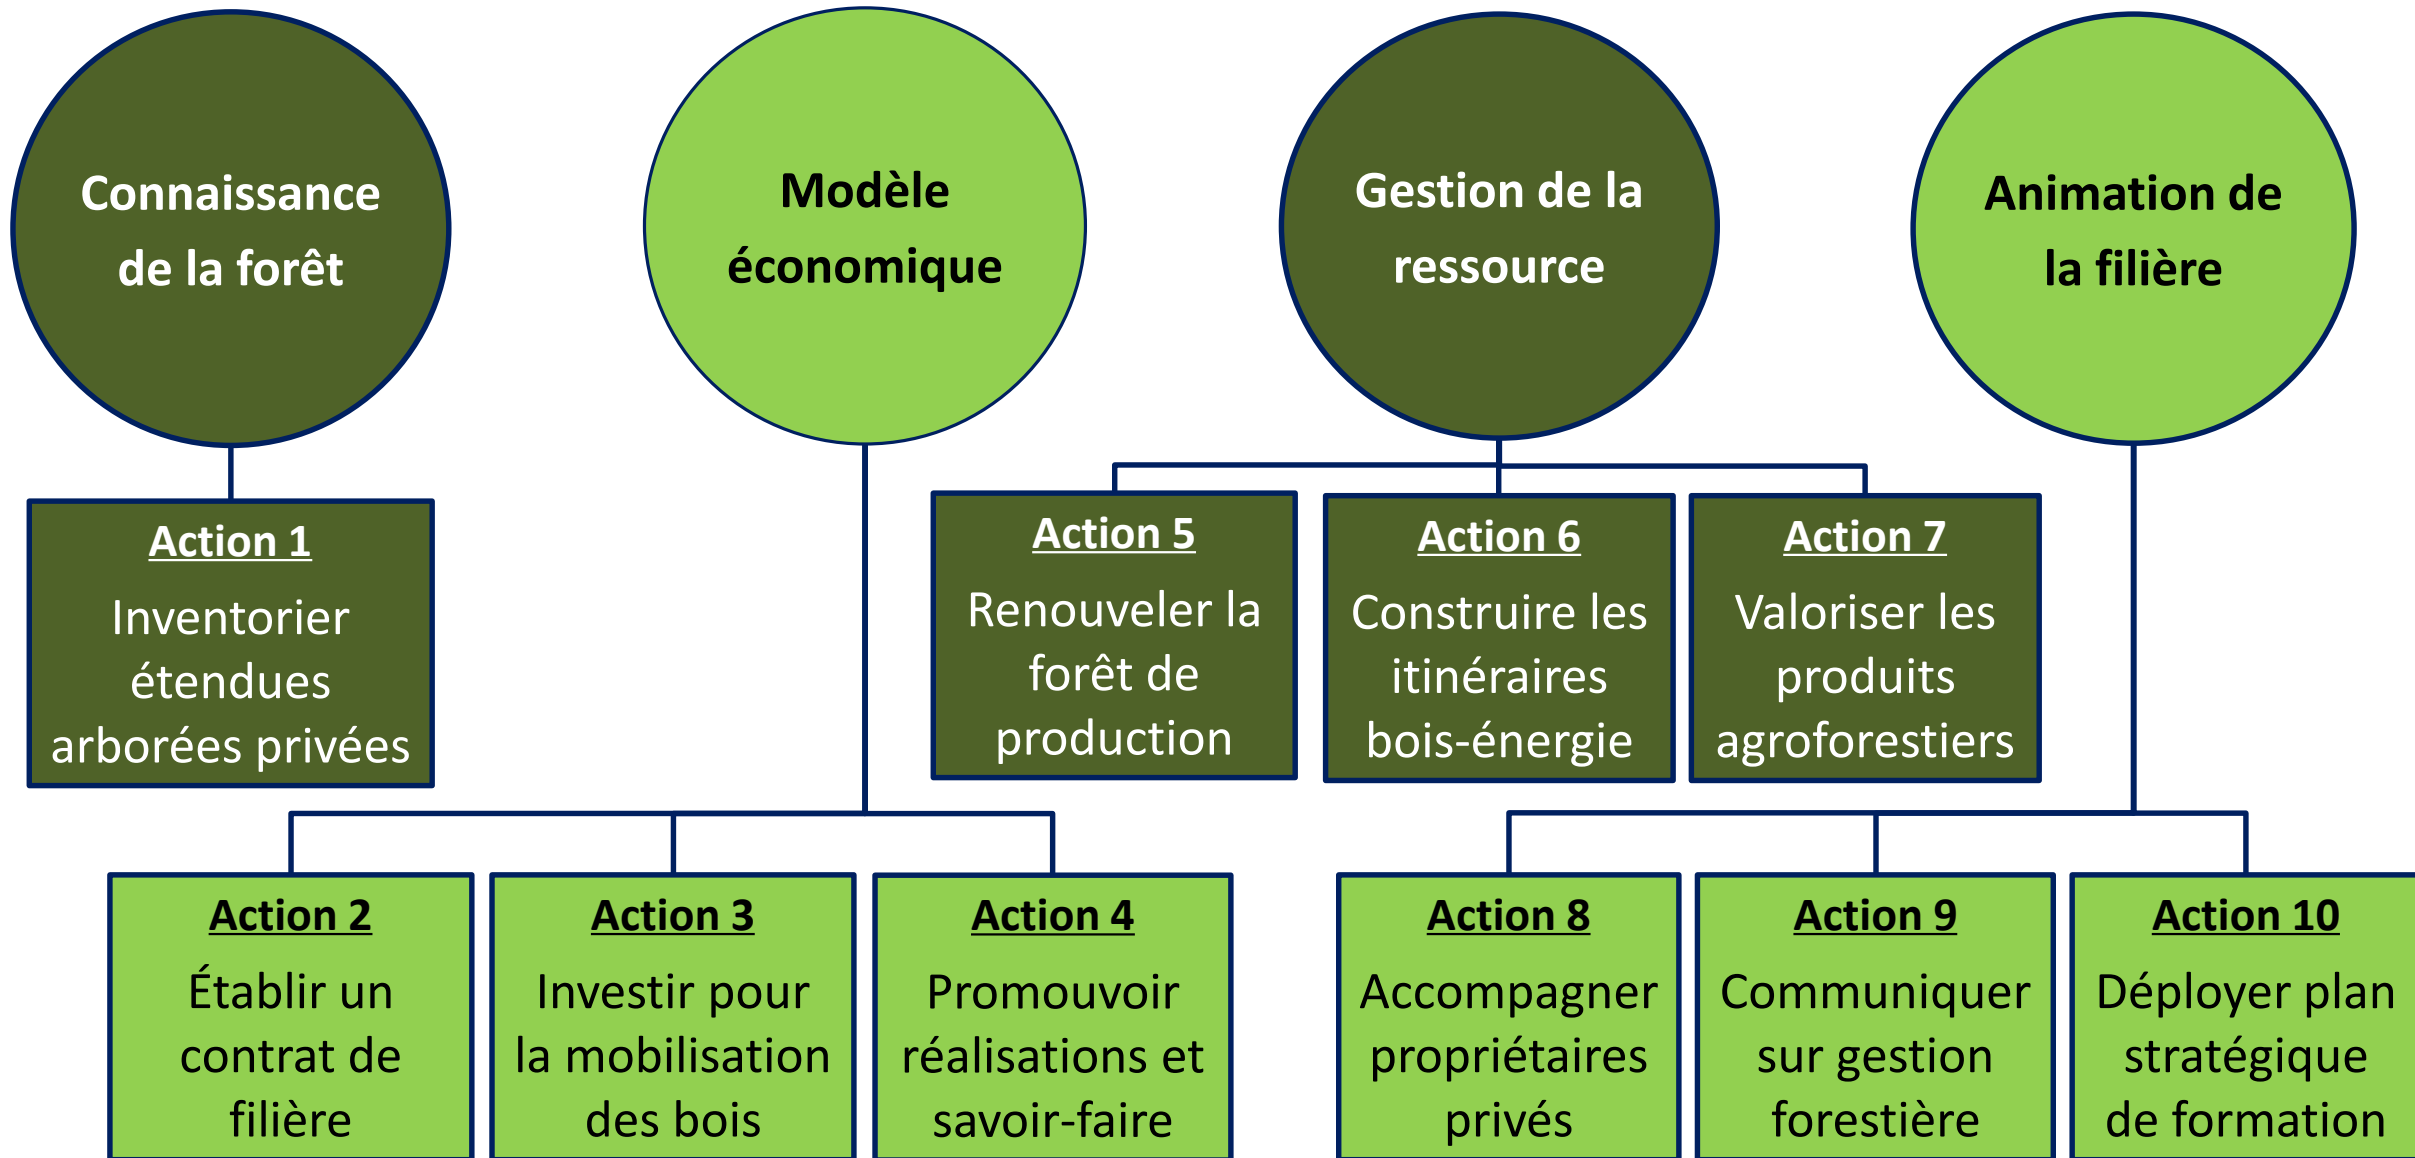 Connaissance
de la forêt
Modèle
économique
Gestion de la
ressource
Animation de
la filière
Action 1
Inventorier
étendues
arborées privées
Action 5
Renouveler la
forêt de
production
Action 6
Construire les
itinéraires
bois-énergie
Action 7
Valoriser les
produits
agroforestiers
Action 2
Établir un
contrat de
filière
Action 3
Investir pour
la mobilisation
des bois
Action 4
Promouvoir
réalisations et
savoir-faire
Action 8
Accompagner
propriétaires
privés
Action 9
Communiquer
sur gestion
forestière
Action 10
Déployer plan
stratégique
de formation